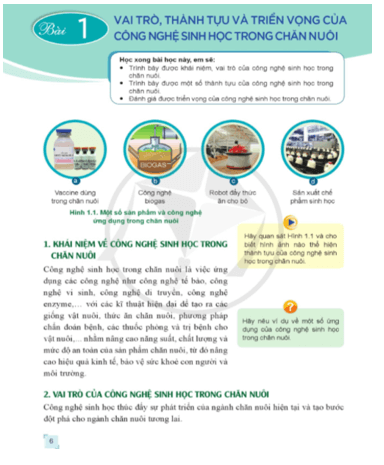 Bài 1
VAI TRÒ, THÀNH TỰU VÀ TRIỂN VỌNG CỦA
CÔNG NGHỆ SINH HỌC TRONG CHĂN NUÔI
Học xong bài học này, em sẽ:
• Trình bày được khái niệm, vai trò của công nghệ sinh học trong
chăn nuôi.
• Trình bày được một số thành tựu của công nghệ sinh học trong
chăn nuôi.
• Đánh giá được triển vọng của công nghệ sinh học trong chăn nuôi.
BIOGAS
a
b
c
d
Vaccine dùng
trong chăn nuôi
Công nghệ
biogas
Robot đẩy thức
ăn cho bò
Sản xuất chế
phẩm sinh học
Hình 1.1. Một số sản phẩm và công nghệ
ứng dụng trong chăn nuôi
Hãy quan sát Hình 1.1 và cho
biết hình ảnh nào thể hiện
thành tựu của công nghệ sinh
học trong chăn nuôi.
1. KHÁI NIỆM VỀ CÔNG NGHỆ SINH HỌC TRONG
CHĂN NUÔI
Công nghệ sinh học trong chăn nuôi là việc ứng
dụng các công nghệ như công nghệ tế bào, công
nghệ vi sinh, công nghệ di truyền, công nghệ
enzyme,... với các kĩ thuật hiện đại để tạo ra các
giống vật nuôi, thức ăn chăn nuôi, phương pháp
chẩn đoán bệnh, các thuốc phòng và trị bệnh cho
vật nuôi,... nhằm nâng cao năng suất, chất lượng và
mức độ an toàn của sản phẩm chăn nuôi, từ đó nâng
cao hiệu quả kinh tế, bảo vệ sức khoẻ con người và
môi trường.
?
Hãy nêu ví dụ về một số ứng
dụng của công nghệ sinh học
trong chăn nuôi.
2. VAI TRÒ CỦA CÔNG NGHỆ SINH HỌC TRONG CHĂN NUÔI
Công nghệ sinh học thúc đẩy sự phát triển của ngành chăn nuôi hiện tại và tạo bước
đột phá cho ngành chăn nuôi tương lai.
6